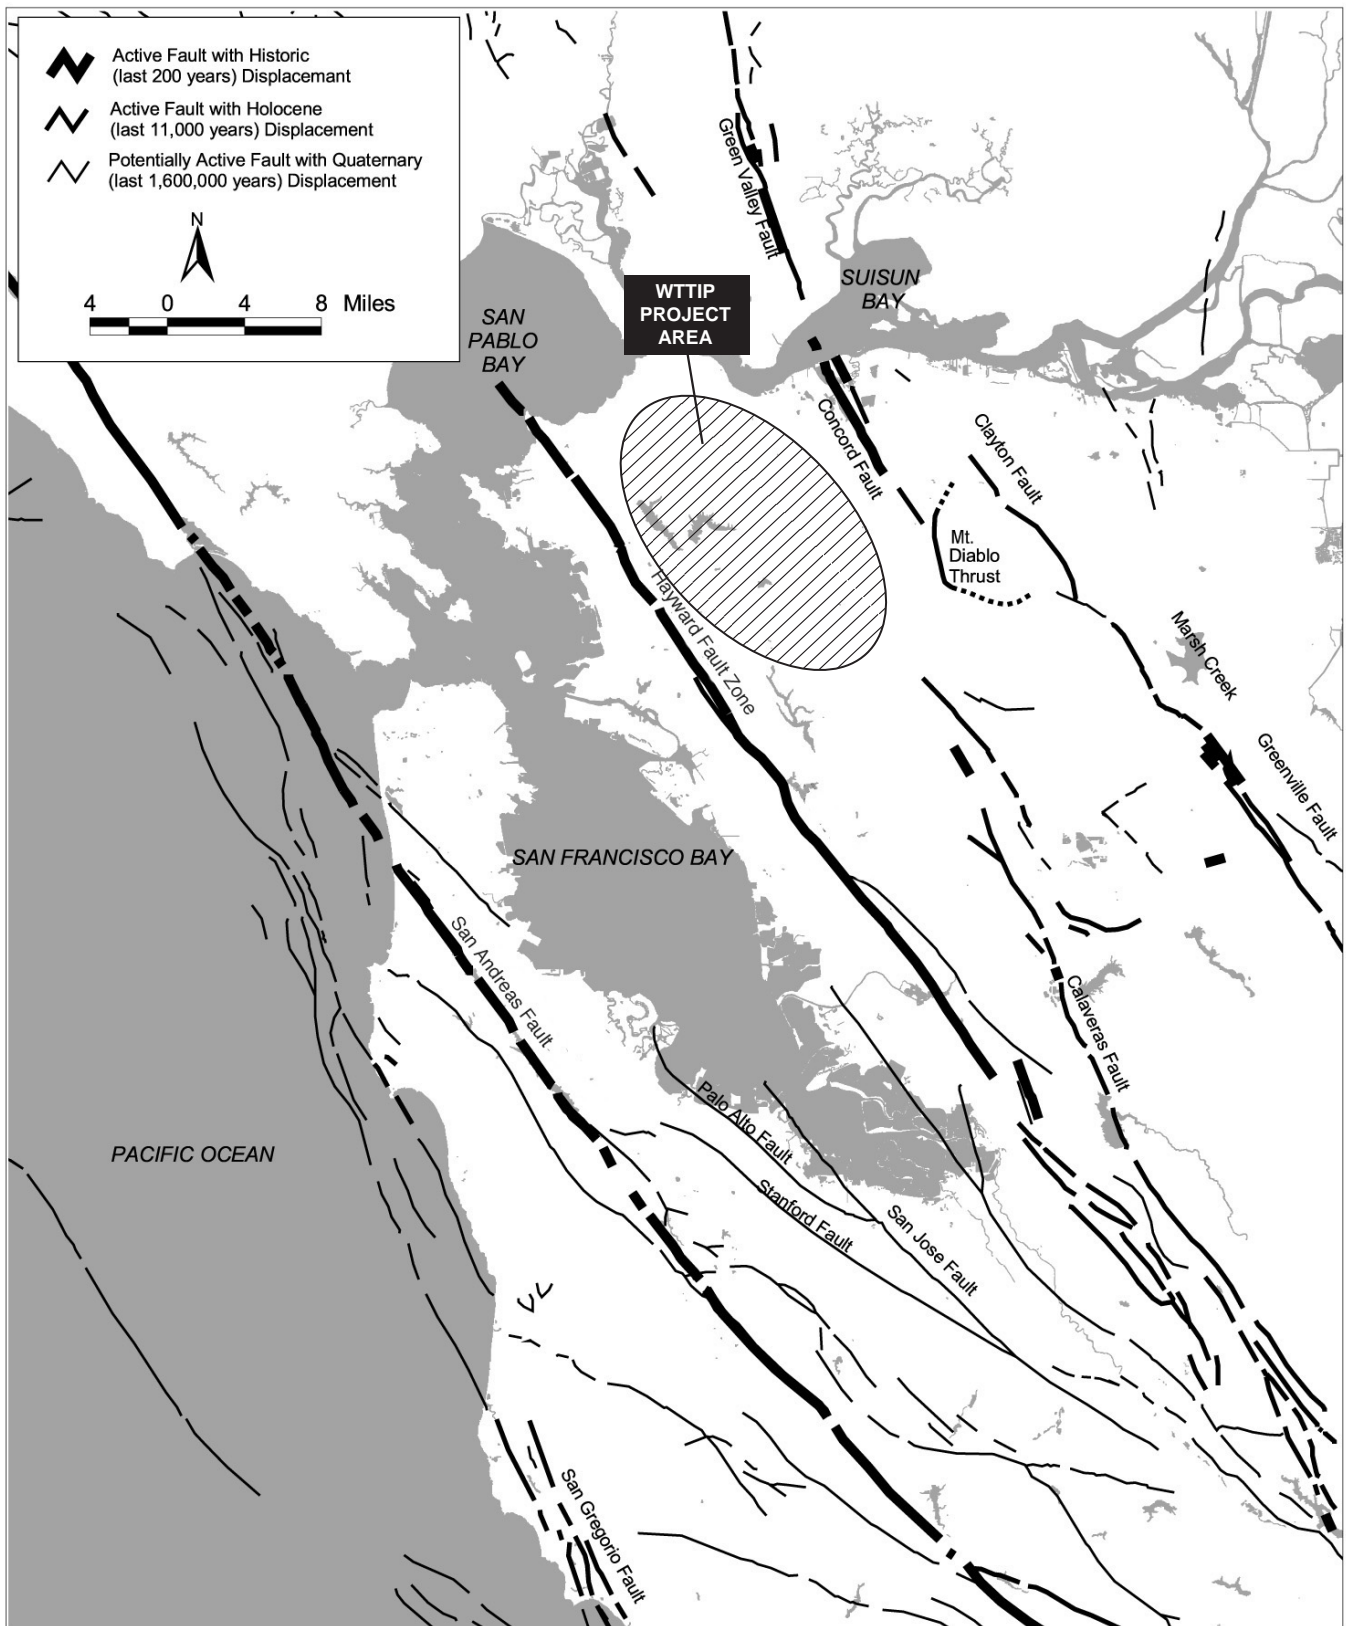 Active Fault with Historic
(last 200 years) Displacemant
Active Fault with Holocene
(last 11,000 years) Displacement
Potentially Active Fault with Quaternary
(last 1,600,000 years) Displacement
N
4 0 4 8 Miles
Green Valley Fault
SUISUN
BAY
WTTIP
PROJECT
AREA
SAN
PABLO
BAY
Concord Fault
Clayton Fault
Mt.
Diablo
Thrust
Hayward Fault Zone
Marsh Creek
Greenville Fault
SAN FRANCISCO BAY
San Andreas Fault
Calaveras Fault
Palo Alto Fault
PACIFIC OCEAN
Stanford Fault
San Jose Fault
San Gregorio Fault